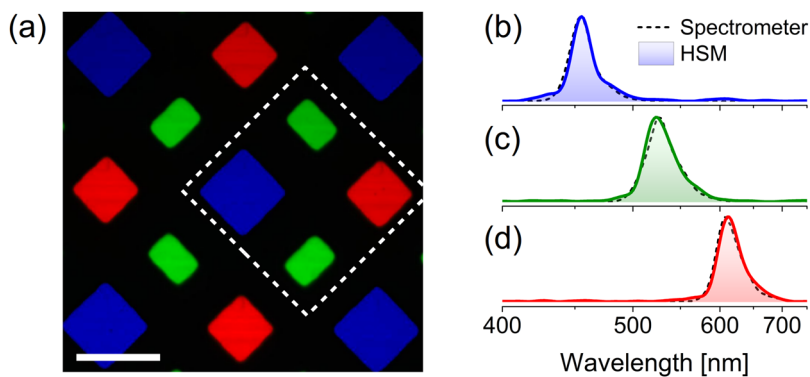 (a)
(b)
Spectrometer
HSM
(c)
(d)
400 500 600 700
Wavelength [nm]